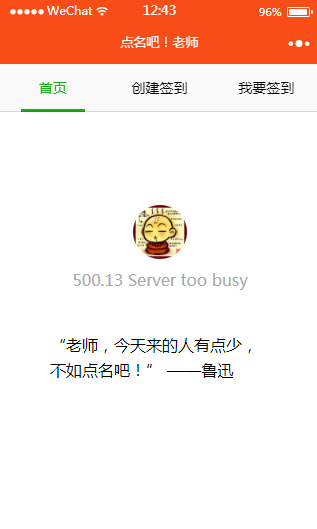 WeChat 12:43 96%
点名吧！老师
首页 创建签到 我要签到
500.13 Server too busy
“老师，今天来的人有点少，
不如点名吧！” ——鲁迅